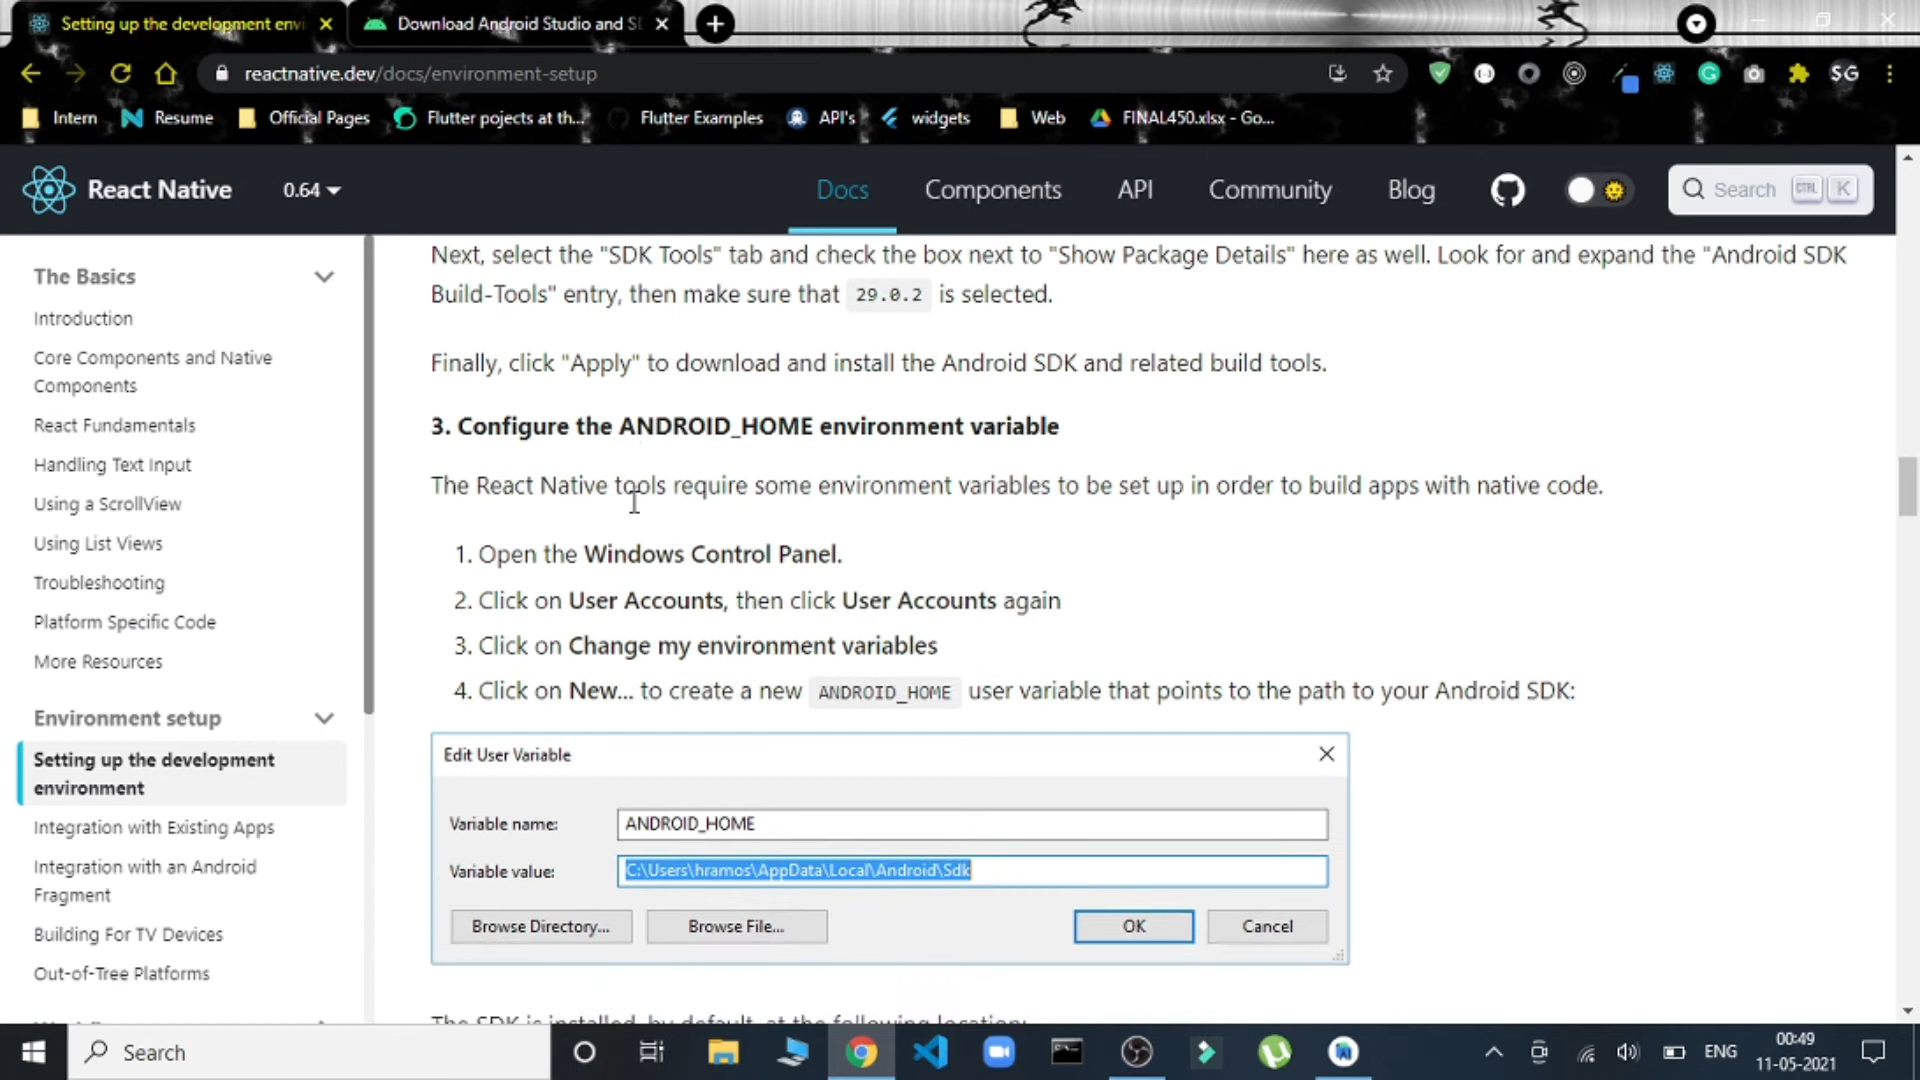 Setting up the development envi
Download Android Studio and S
reactnative.dev/docs/environment-setup
SG
Intern
Resume
Official Pages
Flutter pojects at th...
Flutter Examples
API's
widgets
Web
FINAL450.xlsx - Go...
React Native
0.64
Docs
Components
API
Community
Blog
Search
CTRL
K
The Basics
Introduction
Core Components and Native
Components
React Fundamentals
Handling Text Input
Using a ScrollView
Using List Views
Troubleshooting
Platform Specific Code
More Resources
Environment setup
Setting up the development
environment
Integration with Existing Apps
Integration with an Android
Fragment
Building For TV Devices
Out-of-Tree Platforms
Next, select the "SDK Tools" tab and check the box next to "Show Package Details" here as well. Look for and expand the "Android SDK
Build-Tools" entry, then make sure that 29.0.2 is selected.
Finally, click "Apply" to download and install the Android SDK and related build tools.
3. Configure the ANDROID_HOME environment variable
The React Native tools require some environment variables to be set up in order to build apps with native code.
1. Open the Windows Control Panel.
2. Click on User Accounts, then click User Accounts again
3. Click on Change my environment variables
4. Click on New... to create a new ANDROID_HOME user variable that points to the path to your Android SDK:
Edit User Variable
Variable name:
ANDROID_HOME
Variable value:
C:\Users\hramos\AppData\Local\Android\Sdk
Browse Directory...
Browse File...
OK
Cancel
The SDK is installed, by default, at the following location:
Search
ENG
00:49
11-05-2021